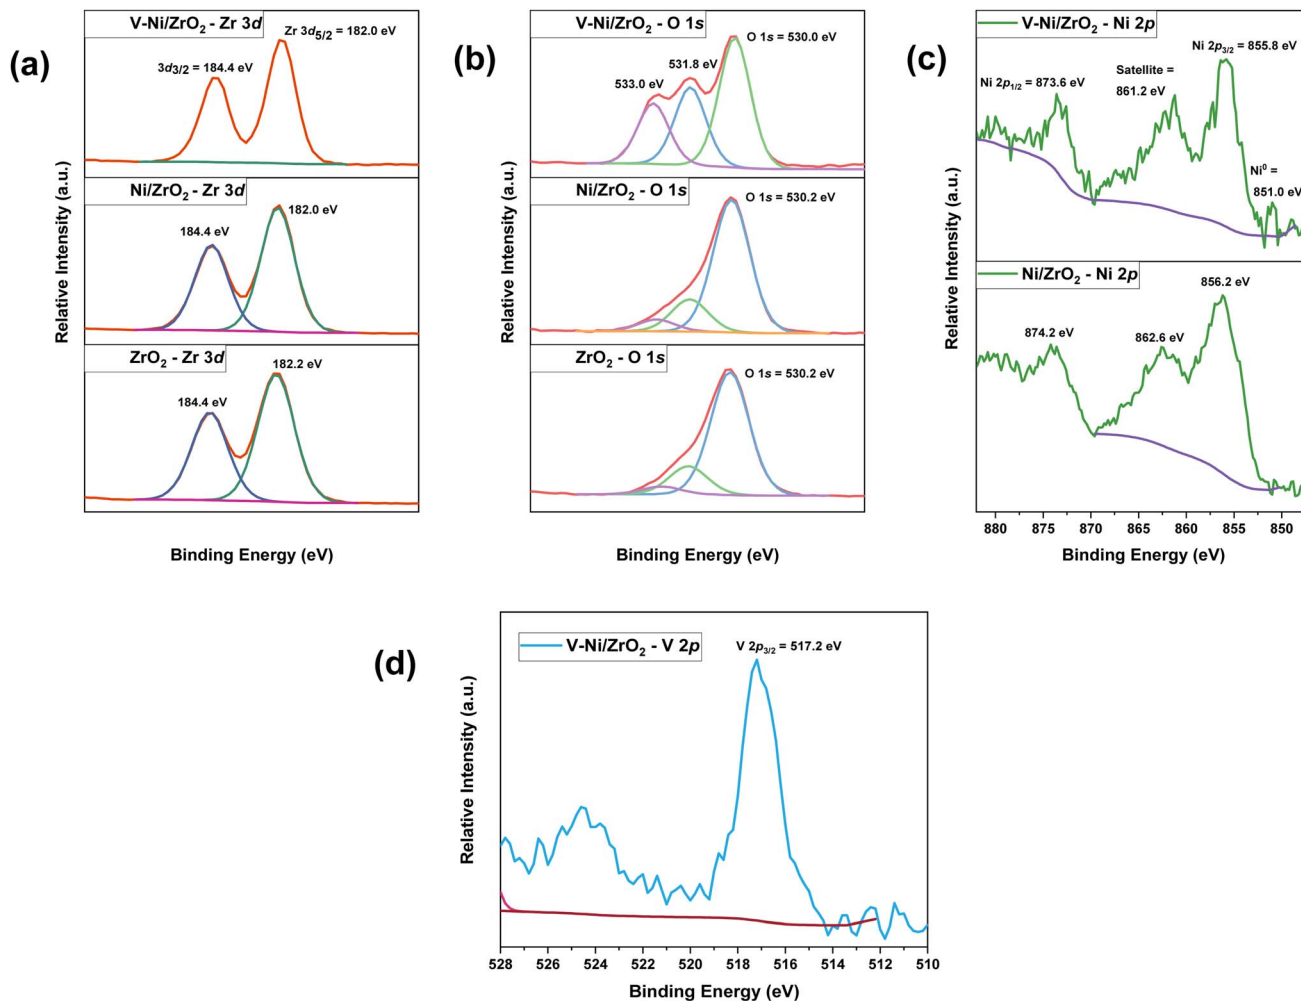 (a)
V-Ni/ZrO₂ - Zr 3d
Zr 3d₅/₂ = 182.0 eV
3d₃/₂ = 184.4 eV
Ni/ZrO₂ - Zr 3d
182.0 eV
184.4 eV
ZrO₂ - Zr 3d
182.2 eV
184.4 eV
Relative Intensity (a.u.)
Binding Energy (eV)
(b)
V-Ni/ZrO₂ - O 1s
O 1s = 530.0 eV
531.8 eV
533.0 eV
Ni/ZrO₂ - O 1s
O 1s = 530.2 eV
ZrO₂ - O 1s
O 1s = 530.2 eV
Relative Intensity (a.u.)
Binding Energy (eV)
(c)
V-Ni/ZrO₂ - Ni 2p
Ni 2p₃/₂ = 855.8 eV
Ni 2p₁/₂ = 873.6 eV
Satellite =
861.2 eV
Ni⁰ =
851.0 eV
Ni/ZrO₂ - Ni 2p
856.2 eV
874.2 eV
862.6 eV
Relative Intensity (a.u.)
880 875 870 865 860 855 850
Binding Energy (eV)
(d)
V-Ni/ZrO₂ - V 2p
V 2p₃/₂ = 517.2 eV
Relative Intensity (a.u.)
528 526 524 522 520 518 516 514 512 510
Binding Energy (eV)